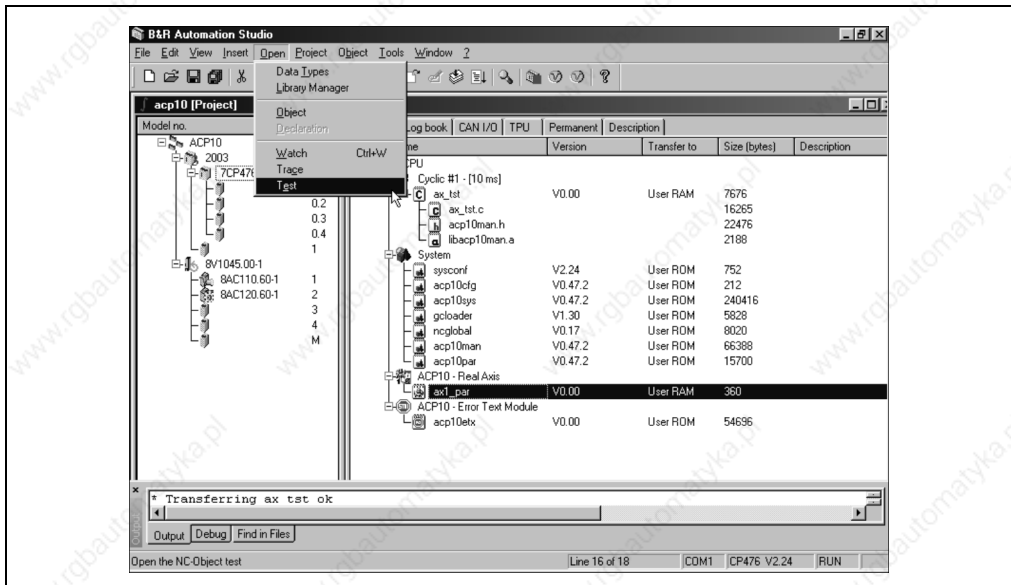 B&R Automation Studio
File Edit View Insert Open Project Object Tools Window ?
Data Types
Library Manager
Object
Declaration
Watch Ctrl+W
Trace
Test
acp10 [Project]
Model no.
Log book CAN I/O TPU Permanent Description
Version Transfer to Size (bytes) Description
ACP10
2003
7CP476
0.2
0.3
0.4
1
8V1045.00-1
8AC110.60-1 1
8AC120.60-1 2
3
4
M
CPU
Cyclic #1 - [10 ms]
ax_tst V0.00 User RAM 7676
ax_tst.c 16265
acp10man.h 22476
libacp10man.a 2188
System
sysconf V2.24 User ROM 752
acp10cfg V0.47.2 User ROM 212
acp10sys V0.47.2 User ROM 240416
gcloader V1.30 User ROM 5828
ncglobal V0.17 User ROM 8020
acp10man V0.47.2 User ROM 66388
acp10par V0.47.2 User ROM 15700
ACP10 - Real Axis
ax1_par V0.00 User RAM 360
ACP10 - Error Text Module
acp10etx V0.00 User ROM 54696
* Transferring ax tst ok
Output Debug Find in Files
Open the NC-Object test Line 16 of 18 COM1 CP476 V2.24 RUN